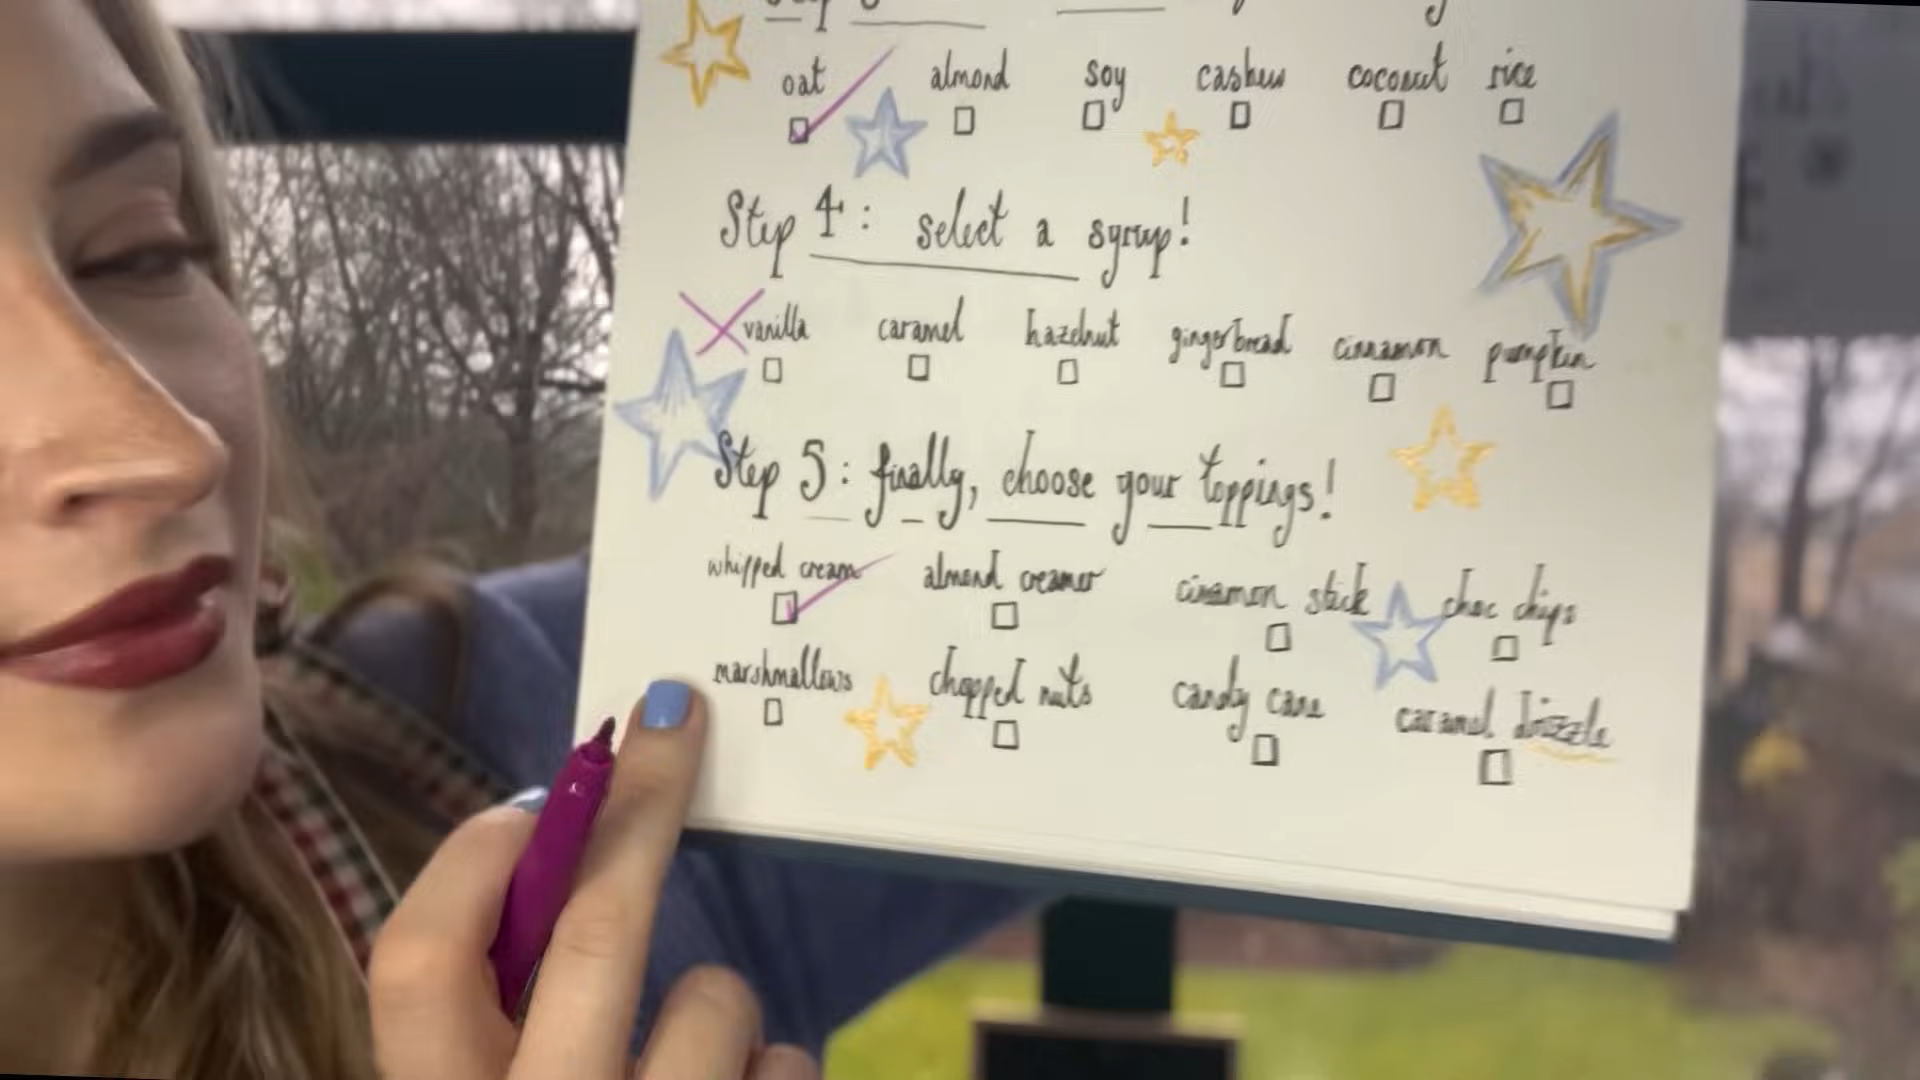 oat almond soy cashew coconut rice
Step 4: select a syrup!
vanilla caramel hazelnut gingerbread cinnamon pumpkin
Step 5: finally, choose your toppings!
whipped cream almond creamer cinnamon stick choc chips
marshmallows chopped nuts candy cane caramel drizzle